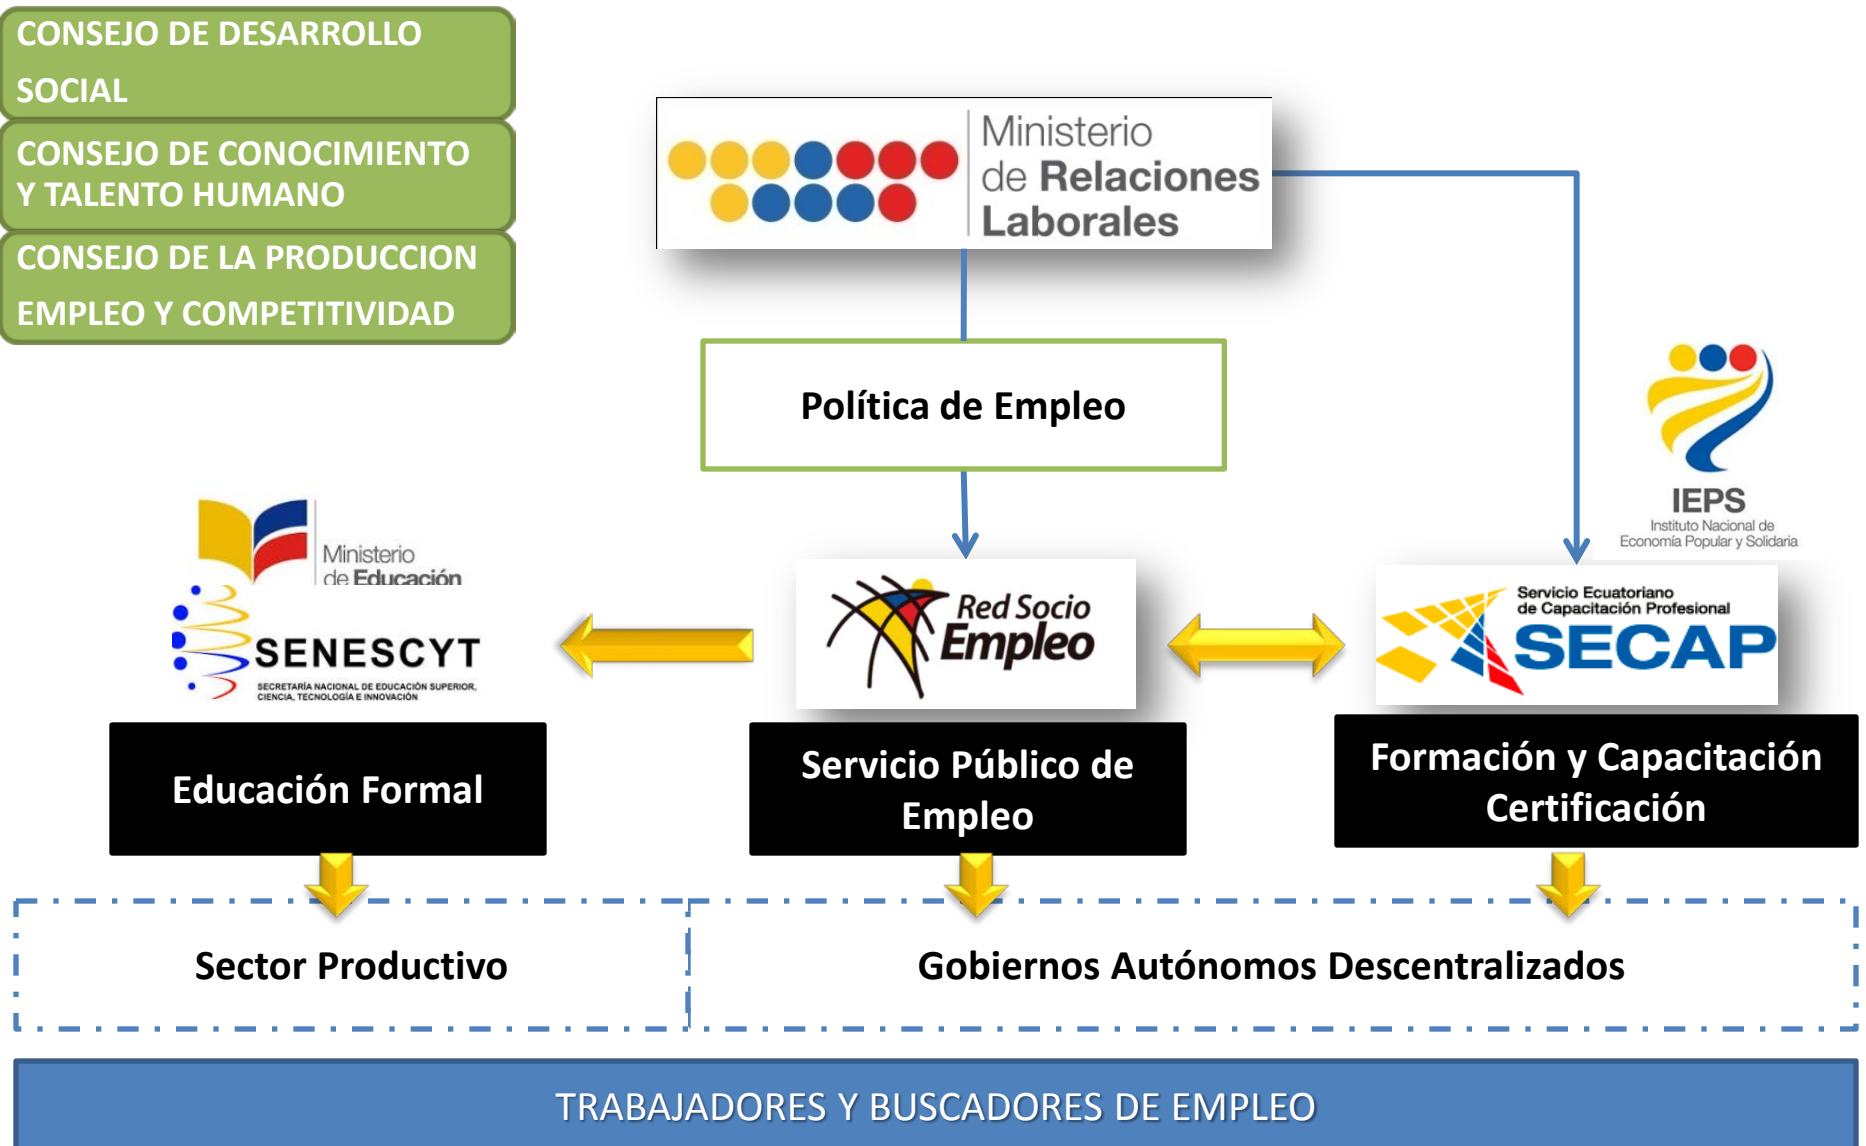 CONSEJO DE DESARROLLO
SOCIAL
CONSEJO DE CONOCIMIENTO
Y TALENTO HUMANO
CONSEJO DE LA PRODUCCION
EMPLEO Y COMPETITIVIDAD
Ministerio
de Relaciones
Laborales
Política de Empleo
IEPS
Instituto Nacional de
Economía Popular y Solidaria
Ministerio
de Educación
SENESCYT
SECRETARÍA NACIONAL DE EDUCACIÓN SUPERIOR,
CIENCIA, TECNOLOGÍA E INNOVACIÓN
Red Socio
Empleo
Servicio Ecuatoriano
de Capacitación Profesional
SECAP
Educación Formal
Servicio Público de
Empleo
Formación y Capacitación
Certificación
Sector Productivo
Gobiernos Autónomos Descentralizados
TRABAJADORES Y BUSCADORES DE EMPLEO